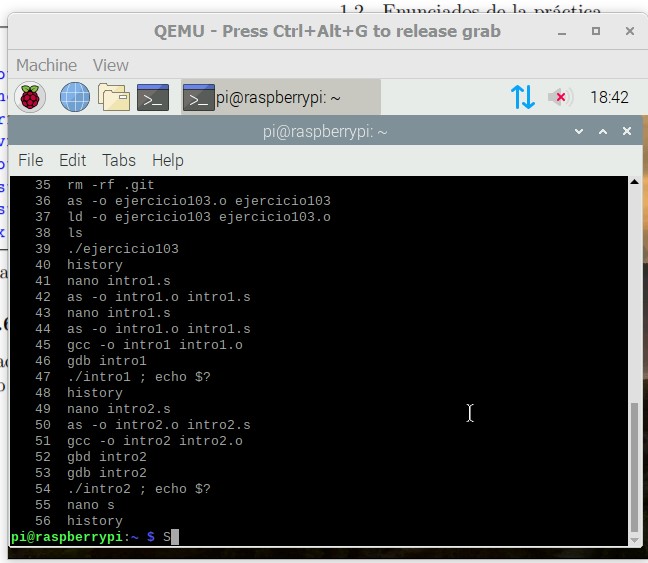 1.2 Enunciados de la práctica
QEMU - Press Ctrl+Alt+G to release grab
Machine View
pi@raspberrypi: ~
18:42
pi@raspberrypi: ~
File Edit Tabs Help
35 rm -rf .git
36 as -o ejercicio103.o ejercicio103
37 ld -o ejercicio103 ejercicio103.o
38 ls
39 ./ejercicio103
40 history
41 nano intro1.s
42 as -o intro1.o intro1.s
43 nano intro1.s
44 as -o intro1.o intro1.s
45 gcc -o intro1 intro1.o
46 gdb intro1
47 ./intro1 ; echo $?
48 history
49 nano intro2.s
50 as -o intro2.o intro2.s
51 gcc -o intro2 intro2.o
52 gbd intro2
53 gdb intro2
54 ./intro2 ; echo $?
55 nano s
56 history
pi@raspberrypi:~ $ S